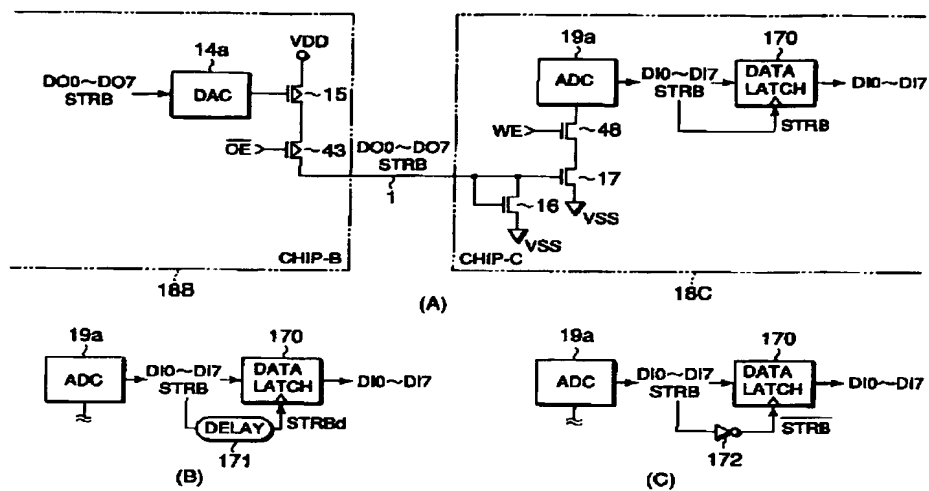 14a
VDD
DO0~DO7
STRB
DAC
15
OE
43
DO0~DO7
STRB
1
CHIP-B
18B
19a
170
ADC
DI0~DI7
STRB
DATA
LATCH
DI0~DI7
STRB
WE
48
17
16
VSS
VSS
CHIP-C
18C
(A)
19a
170
ADC
DI0~DI7
STRB
DATA
LATCH
DI0~DI7
DELAY
STRBd
171
(B)
19a
170
ADC
DI0~DI7
STRB
DATA
LATCH
DI0~DI7
STRB
172
(C)